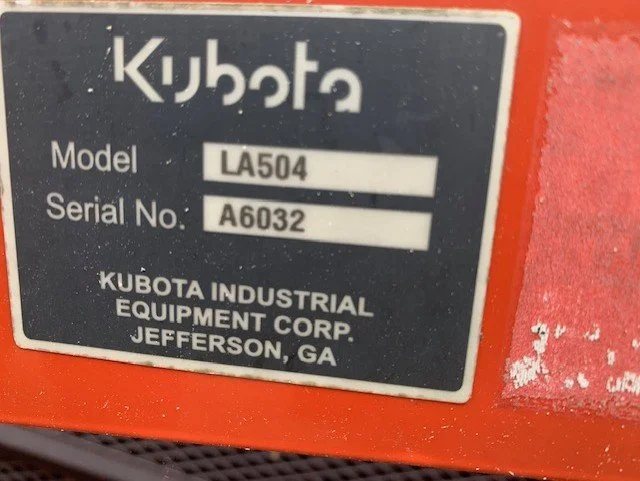 Kubota
Model LA504
Serial No. A6032
KUBOTA INDUSTRIAL
EQUIPMENT CORP.
JEFFERSON, GA